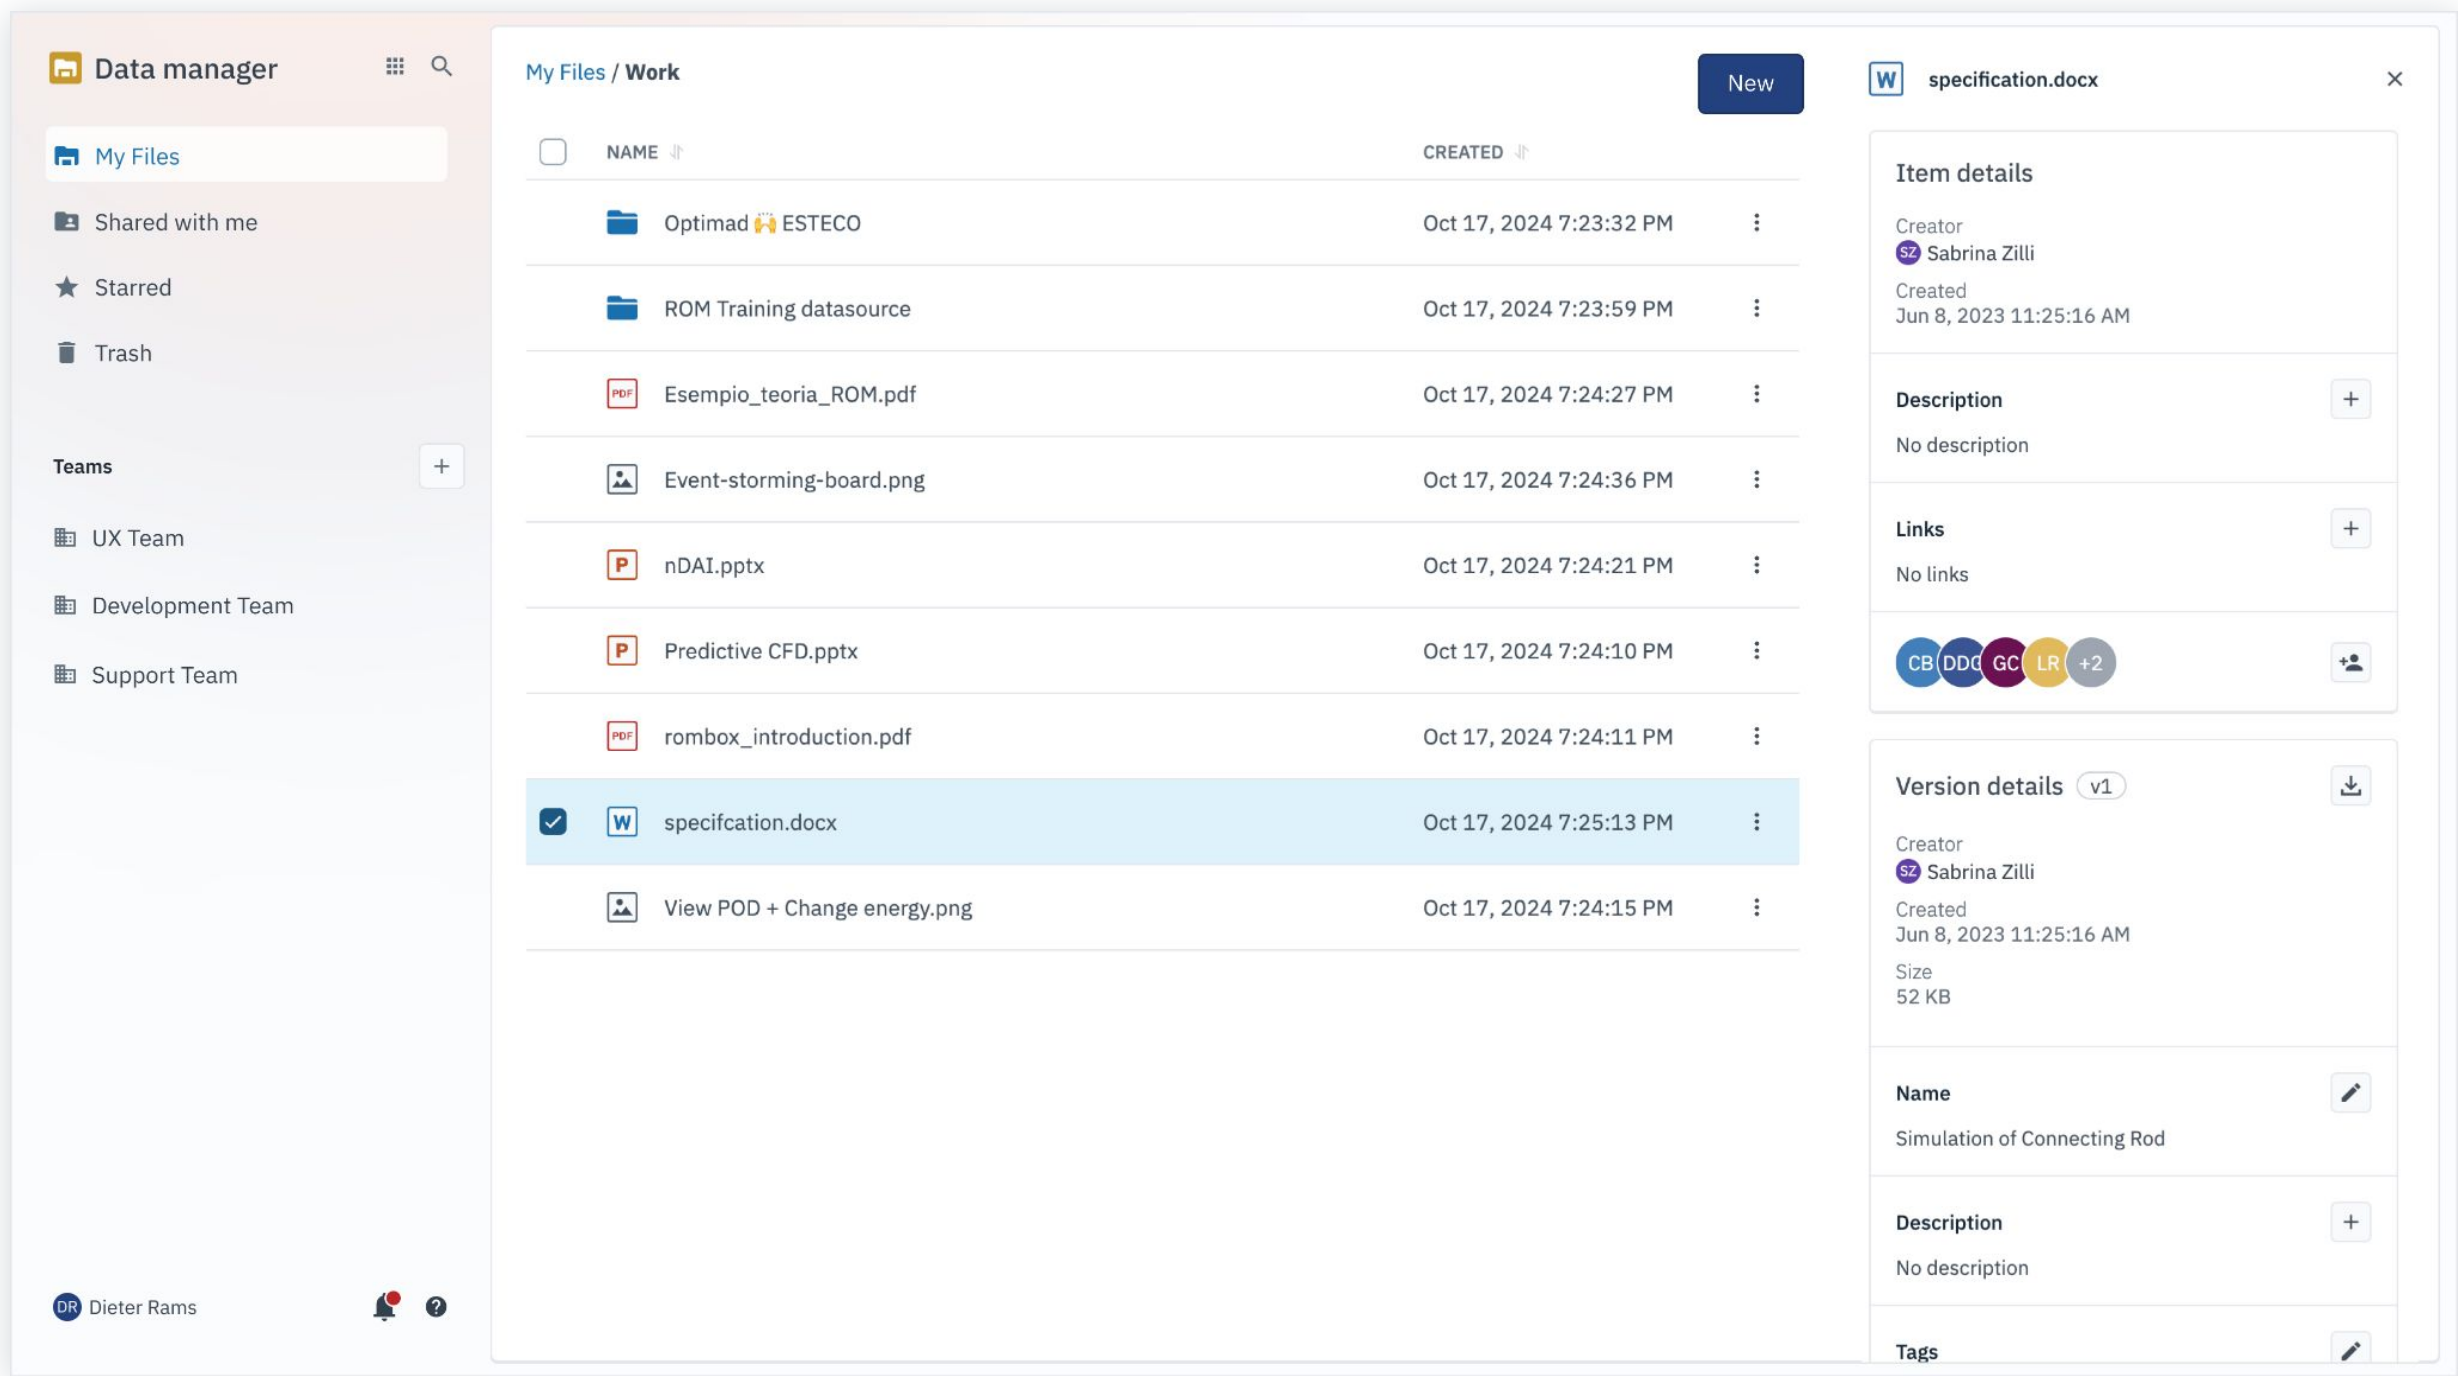 Data manager
My Files
Shared with me
Starred
Trash
Teams
UX Team
Development Team
Support Team
DR Dieter Rams
My Files / Work
New
NAME CREATED
Optimad 🙌 ESTECO Oct 17, 2024 7:23:32 PM
ROM Training datasource Oct 17, 2024 7:23:59 PM
PDF Esempio_teoria_ROM.pdf Oct 17, 2024 7:24:27 PM
Event-storming-board.png Oct 17, 2024 7:24:36 PM
P nDAI.pptx Oct 17, 2024 7:24:21 PM
P Predictive CFD.pptx Oct 17, 2024 7:24:10 PM
PDF rombox_introduction.pdf Oct 17, 2024 7:24:11 PM
W specifcation.docx Oct 17, 2024 7:25:13 PM
View POD + Change energy.png Oct 17, 2024 7:24:15 PM
W specification.docx
Item details
Creator
SZ Sabrina Zilli
Created
Jun 8, 2023 11:25:16 AM
Description
No description
Links
No links
CB DDG GC LR +2
Version details v1
Creator
SZ Sabrina Zilli
Created
Jun 8, 2023 11:25:16 AM
Size
52 KB
Name
Simulation of Connecting Rod
Description
No description
Tags